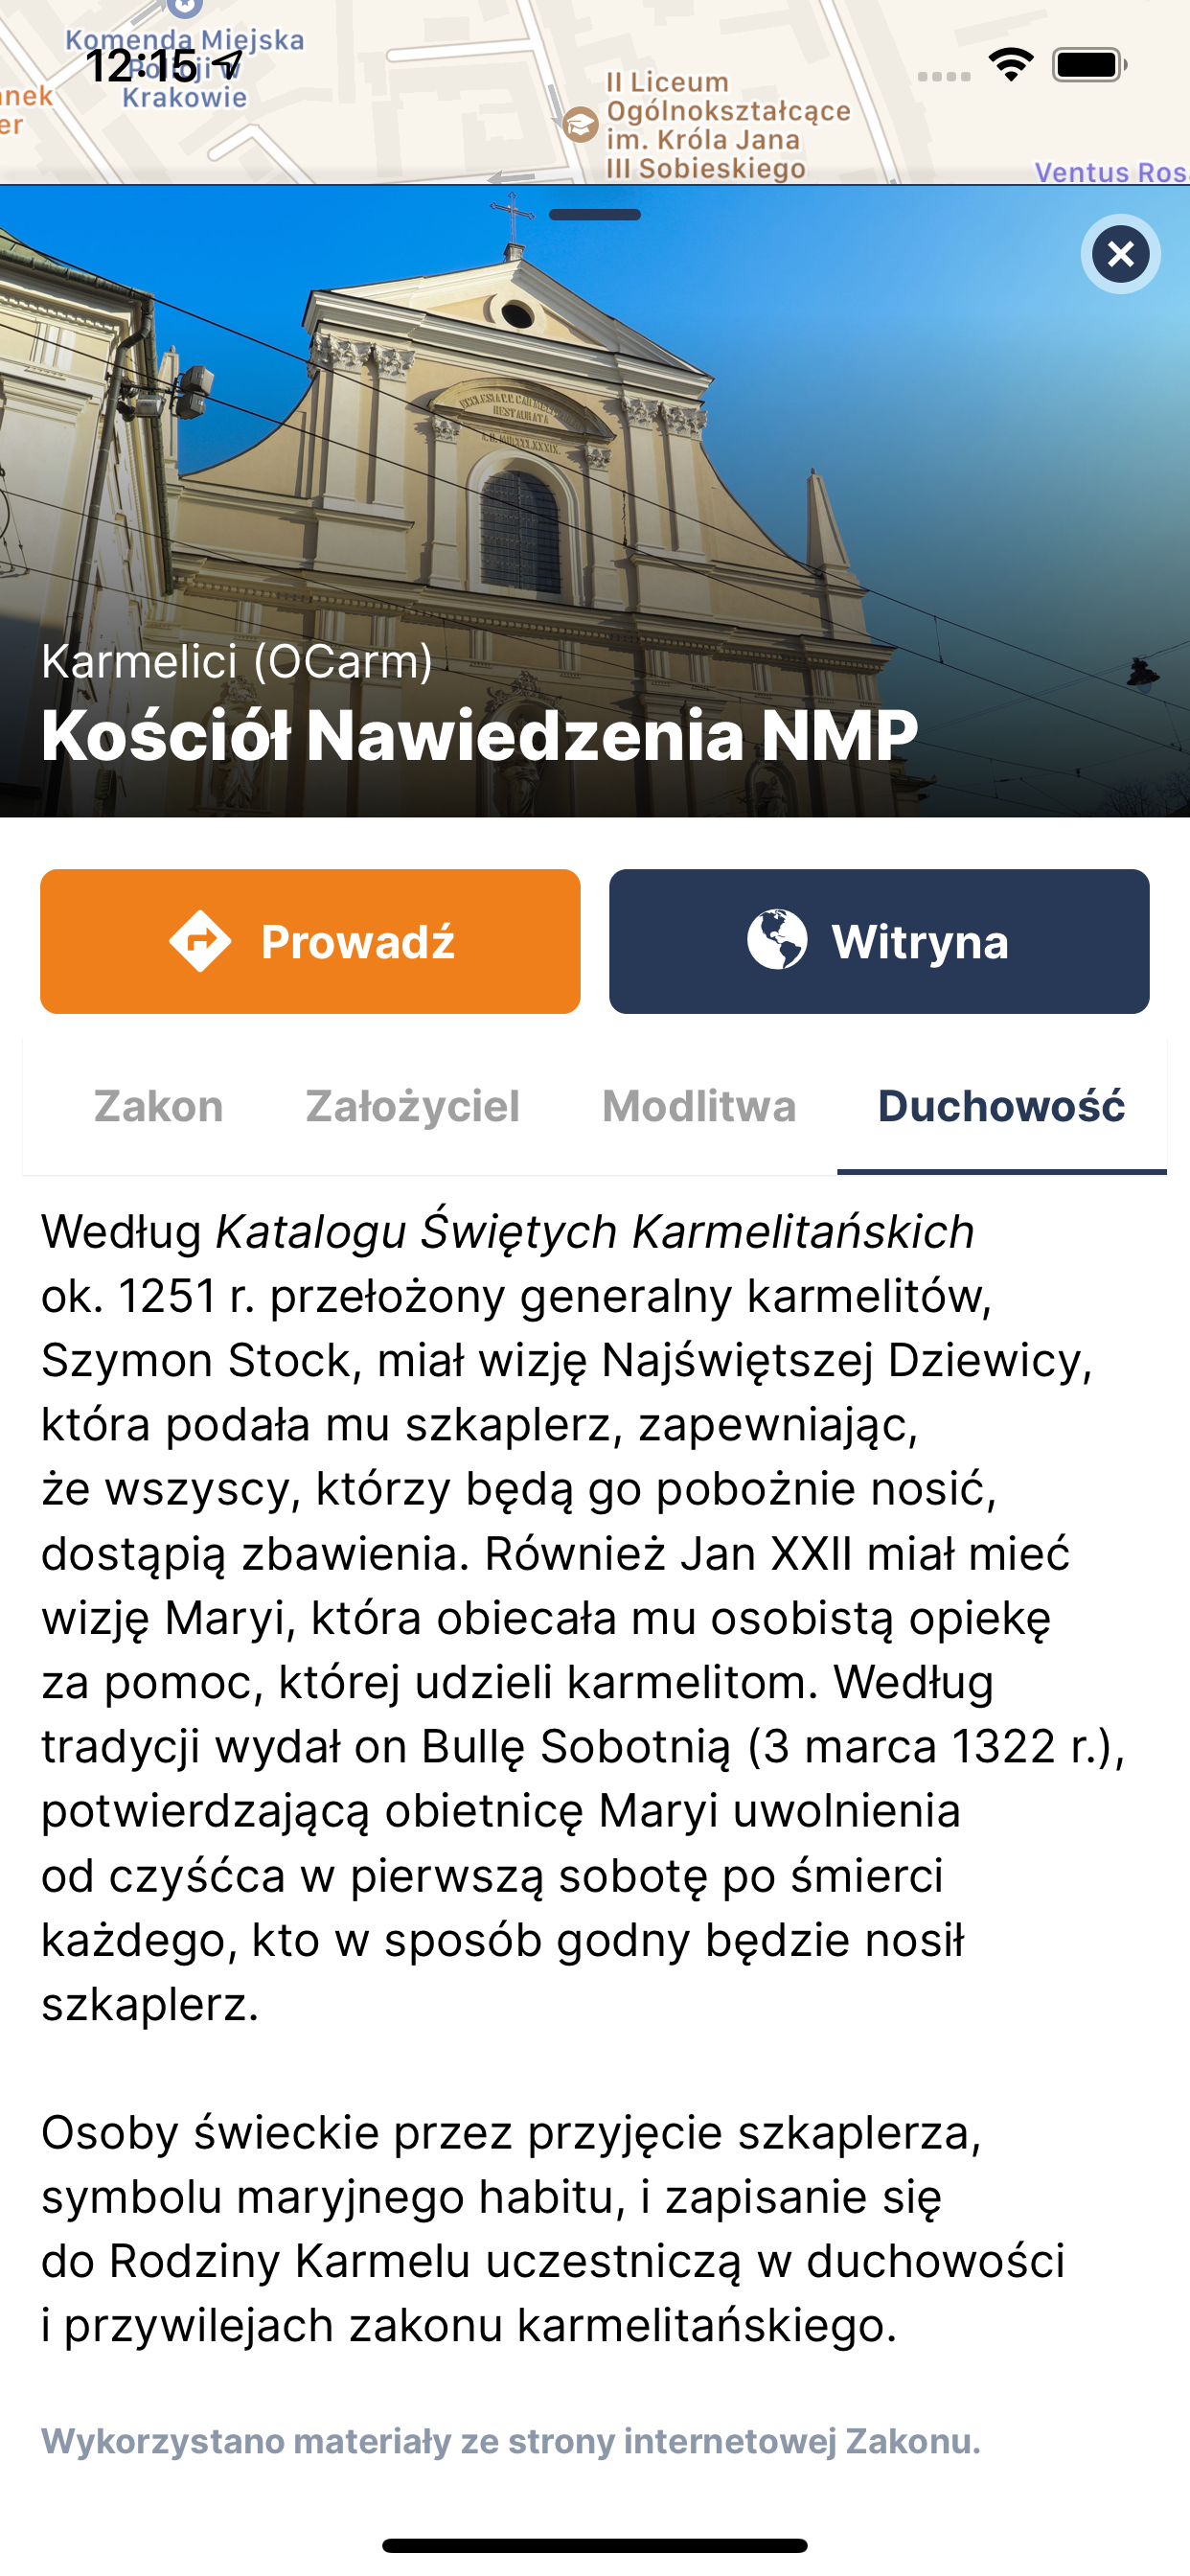 Komenda Miejska
Policji w
Krakowie
12:15
anek
er
II Liceum
Ogólnokształcące
im. Króla Jana
III Sobieskiego
Ventus Ros
RESTAURATA
Karmelici (OCarm)
Kościół Nawiedzenia NMP
Prowadź
Witryna
Zakon
Założyciel
Modlitwa
Duchowość
Według Katalogu Świętych Karmelitańskich
ok. 1251 r. przełożony generalny karmelitów,
Szymon Stock, miał wizję Najświętszej Dziewicy,
która podała mu szkaplerz, zapewniając,
że wszyscy, którzy będą go pobożnie nosić,
dostąpią zbawienia. Również Jan XXII miał mieć
wizję Maryi, która obiecała mu osobistą opiekę
za pomoc, której udzieli karmelitom. Według
tradycji wydał on Bullę Sobotnią (3 marca 1322 r.),
potwierdzającą obietnicę Maryi uwolnienia
od czyśćca w pierwszą sobotę po śmierci
każdego, kto w sposób godny będzie nosił
szkaplerz.
Osoby świeckie przez przyjęcie szkaplerza,
symbolu maryjnego habitu, i zapisanie się
do Rodziny Karmelu uczestniczą w duchowości
i przywilejach zakonu karmelitańskiego.
Wykorzystano materiały ze strony internetowej Zakonu.